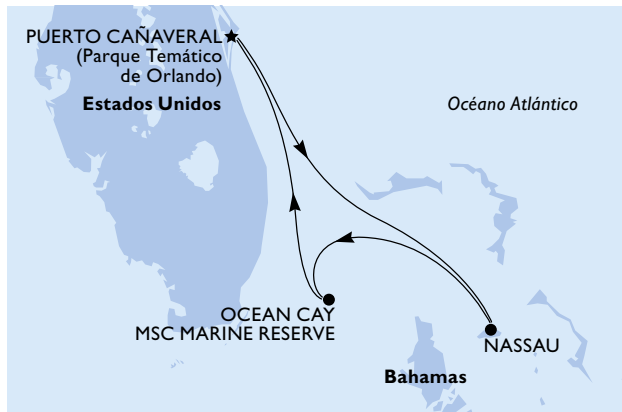 PUERTO CAÑAVERAL
(Parque Temático
de Orlando)
Estados Unidos
Océano Atlántico
OCEAN CAY
MSC MARINE RESERVE
NASSAU
Bahamas